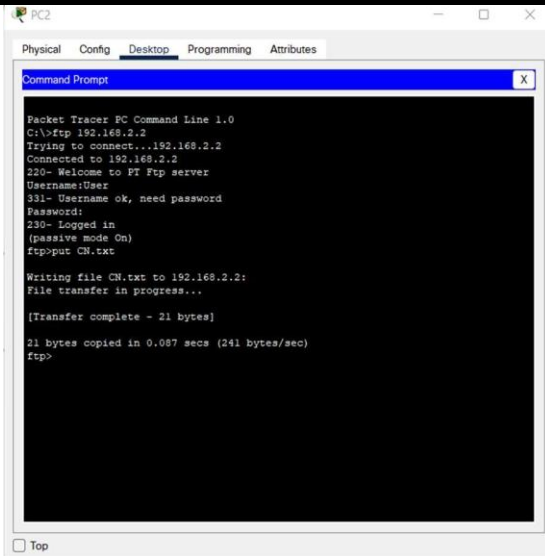 PC2
Physical Config Desktop Programming Attributes
Command Prompt X
Packet Tracer PC Command Line 1.0
C:\>ftp 192.168.2.2
Trying to connect...192.168.2.2
Connected to 192.168.2.2
220- Welcome to PT Ftp server
Username:User
331- Username ok, need password
Password:
230- Logged in
(passive mode On)
ftp>put CN.txt
Writing file CN.txt to 192.168.2.2:
File transfer in progress...
[Transfer complete - 21 bytes]
21 bytes copied in 0.087 secs (241 bytes/sec)
ftp>
Top